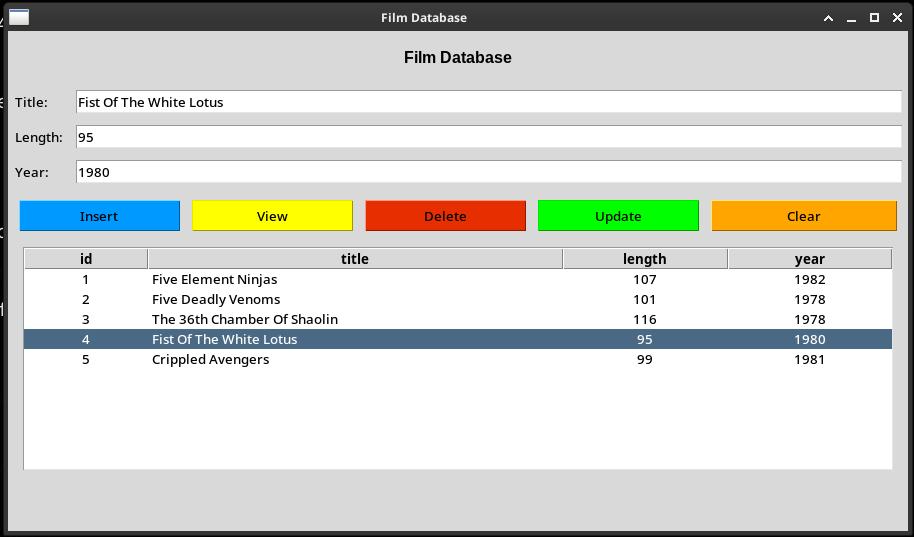 Film Database
Film Database
Title: Fist Of The White Lotus
Length: 95
Year: 1980
Insert View Delete Update Clear
id title length year
1 Five Element Ninjas 107 1982
2 Five Deadly Venoms 101 1978
3 The 36th Chamber Of Shaolin 116 1978
4 Fist Of The White Lotus 95 1980
5 Crippled Avengers 99 1981